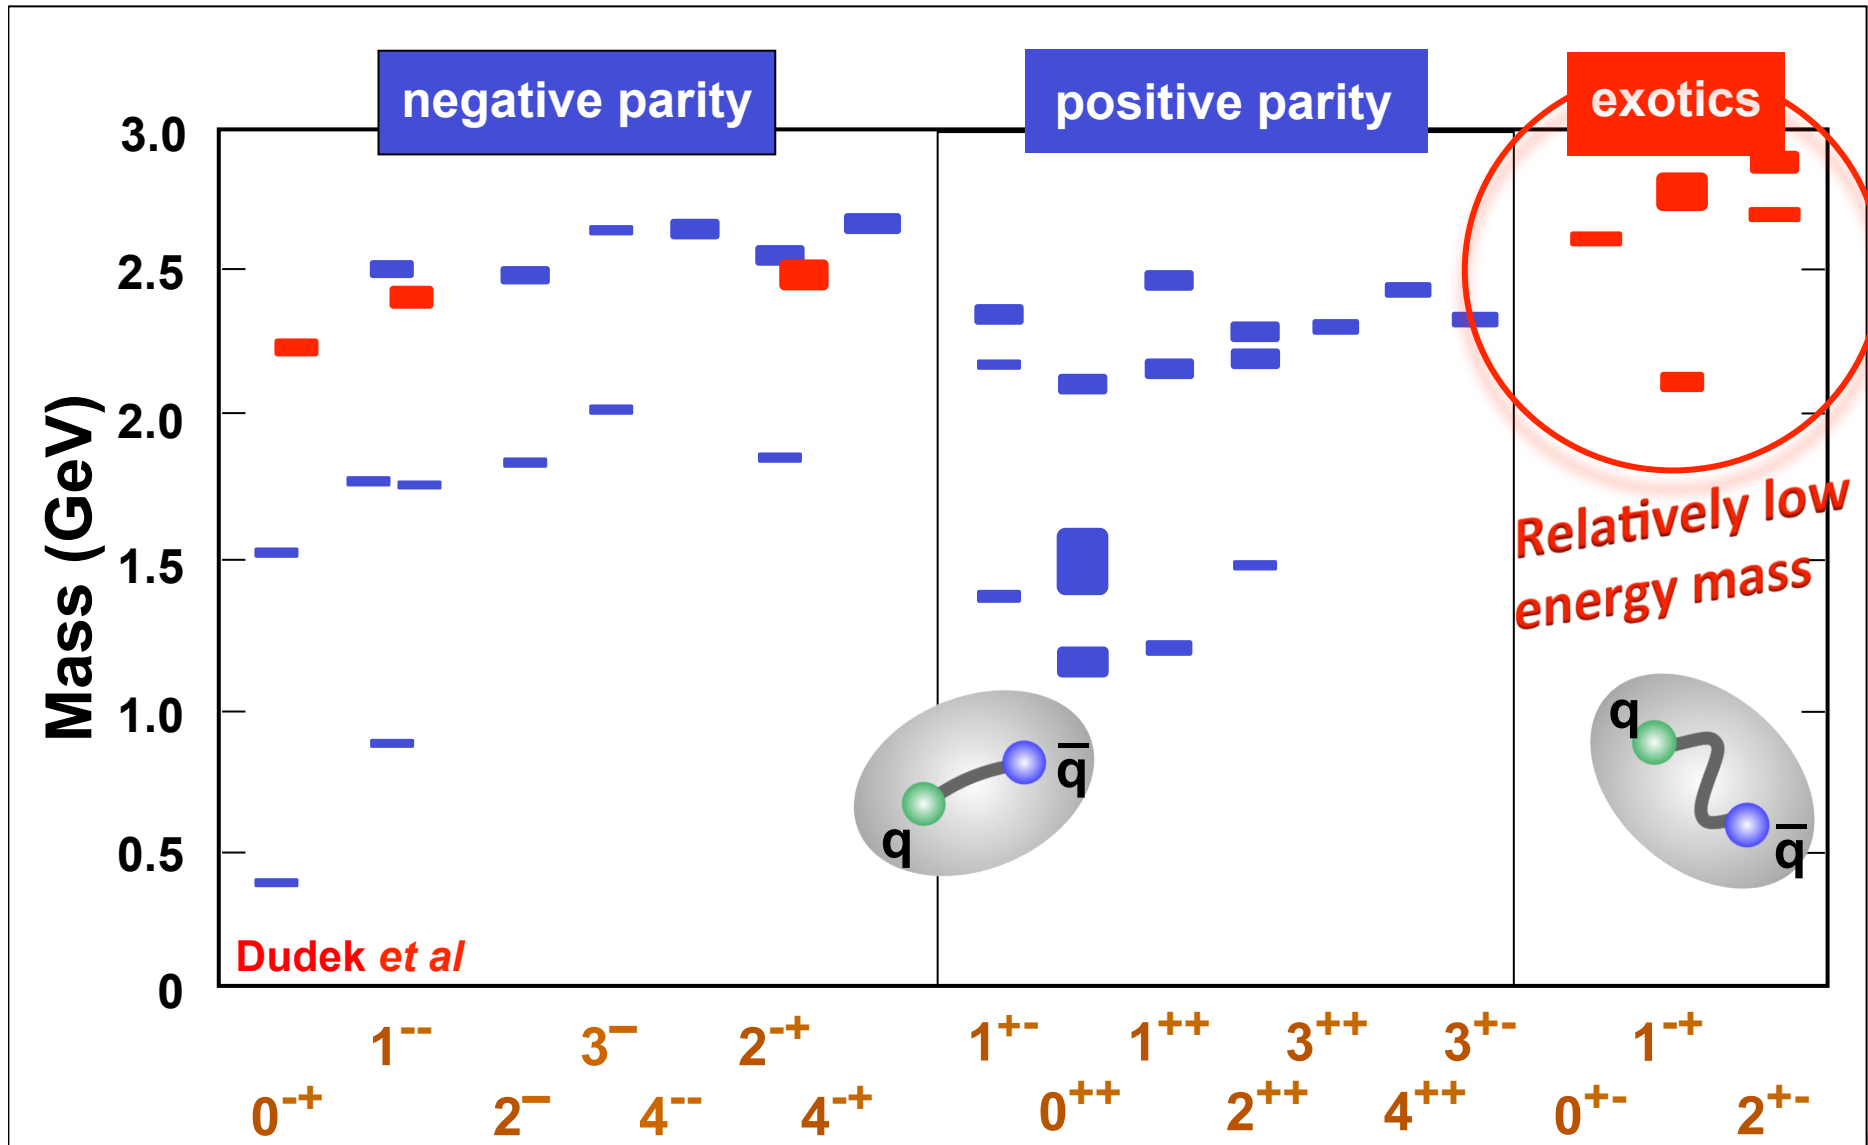 negative parity
positive parity
exotics
3.0
2.5
2.0
1.5
1.0
0.5
0
Mass (GeV)
Relatively low
energy mass
q
q̅
q
q̅
Dudek et al
1⁻⁻
3⁻
2⁻⁺
1⁺⁻
1⁺⁺
3⁺⁺
3⁺⁻
1⁻⁺
0⁻⁺
2⁻
4⁻⁻
4⁻⁺
0⁺⁺
2⁺⁺
4⁺⁺
0⁺⁻
2⁺⁻